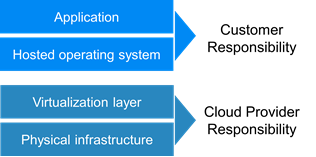 Application
Hosted operating system
Customer
Responsibility
Virtualization layer
Physical infrastructure
Cloud Provider
Responsibility